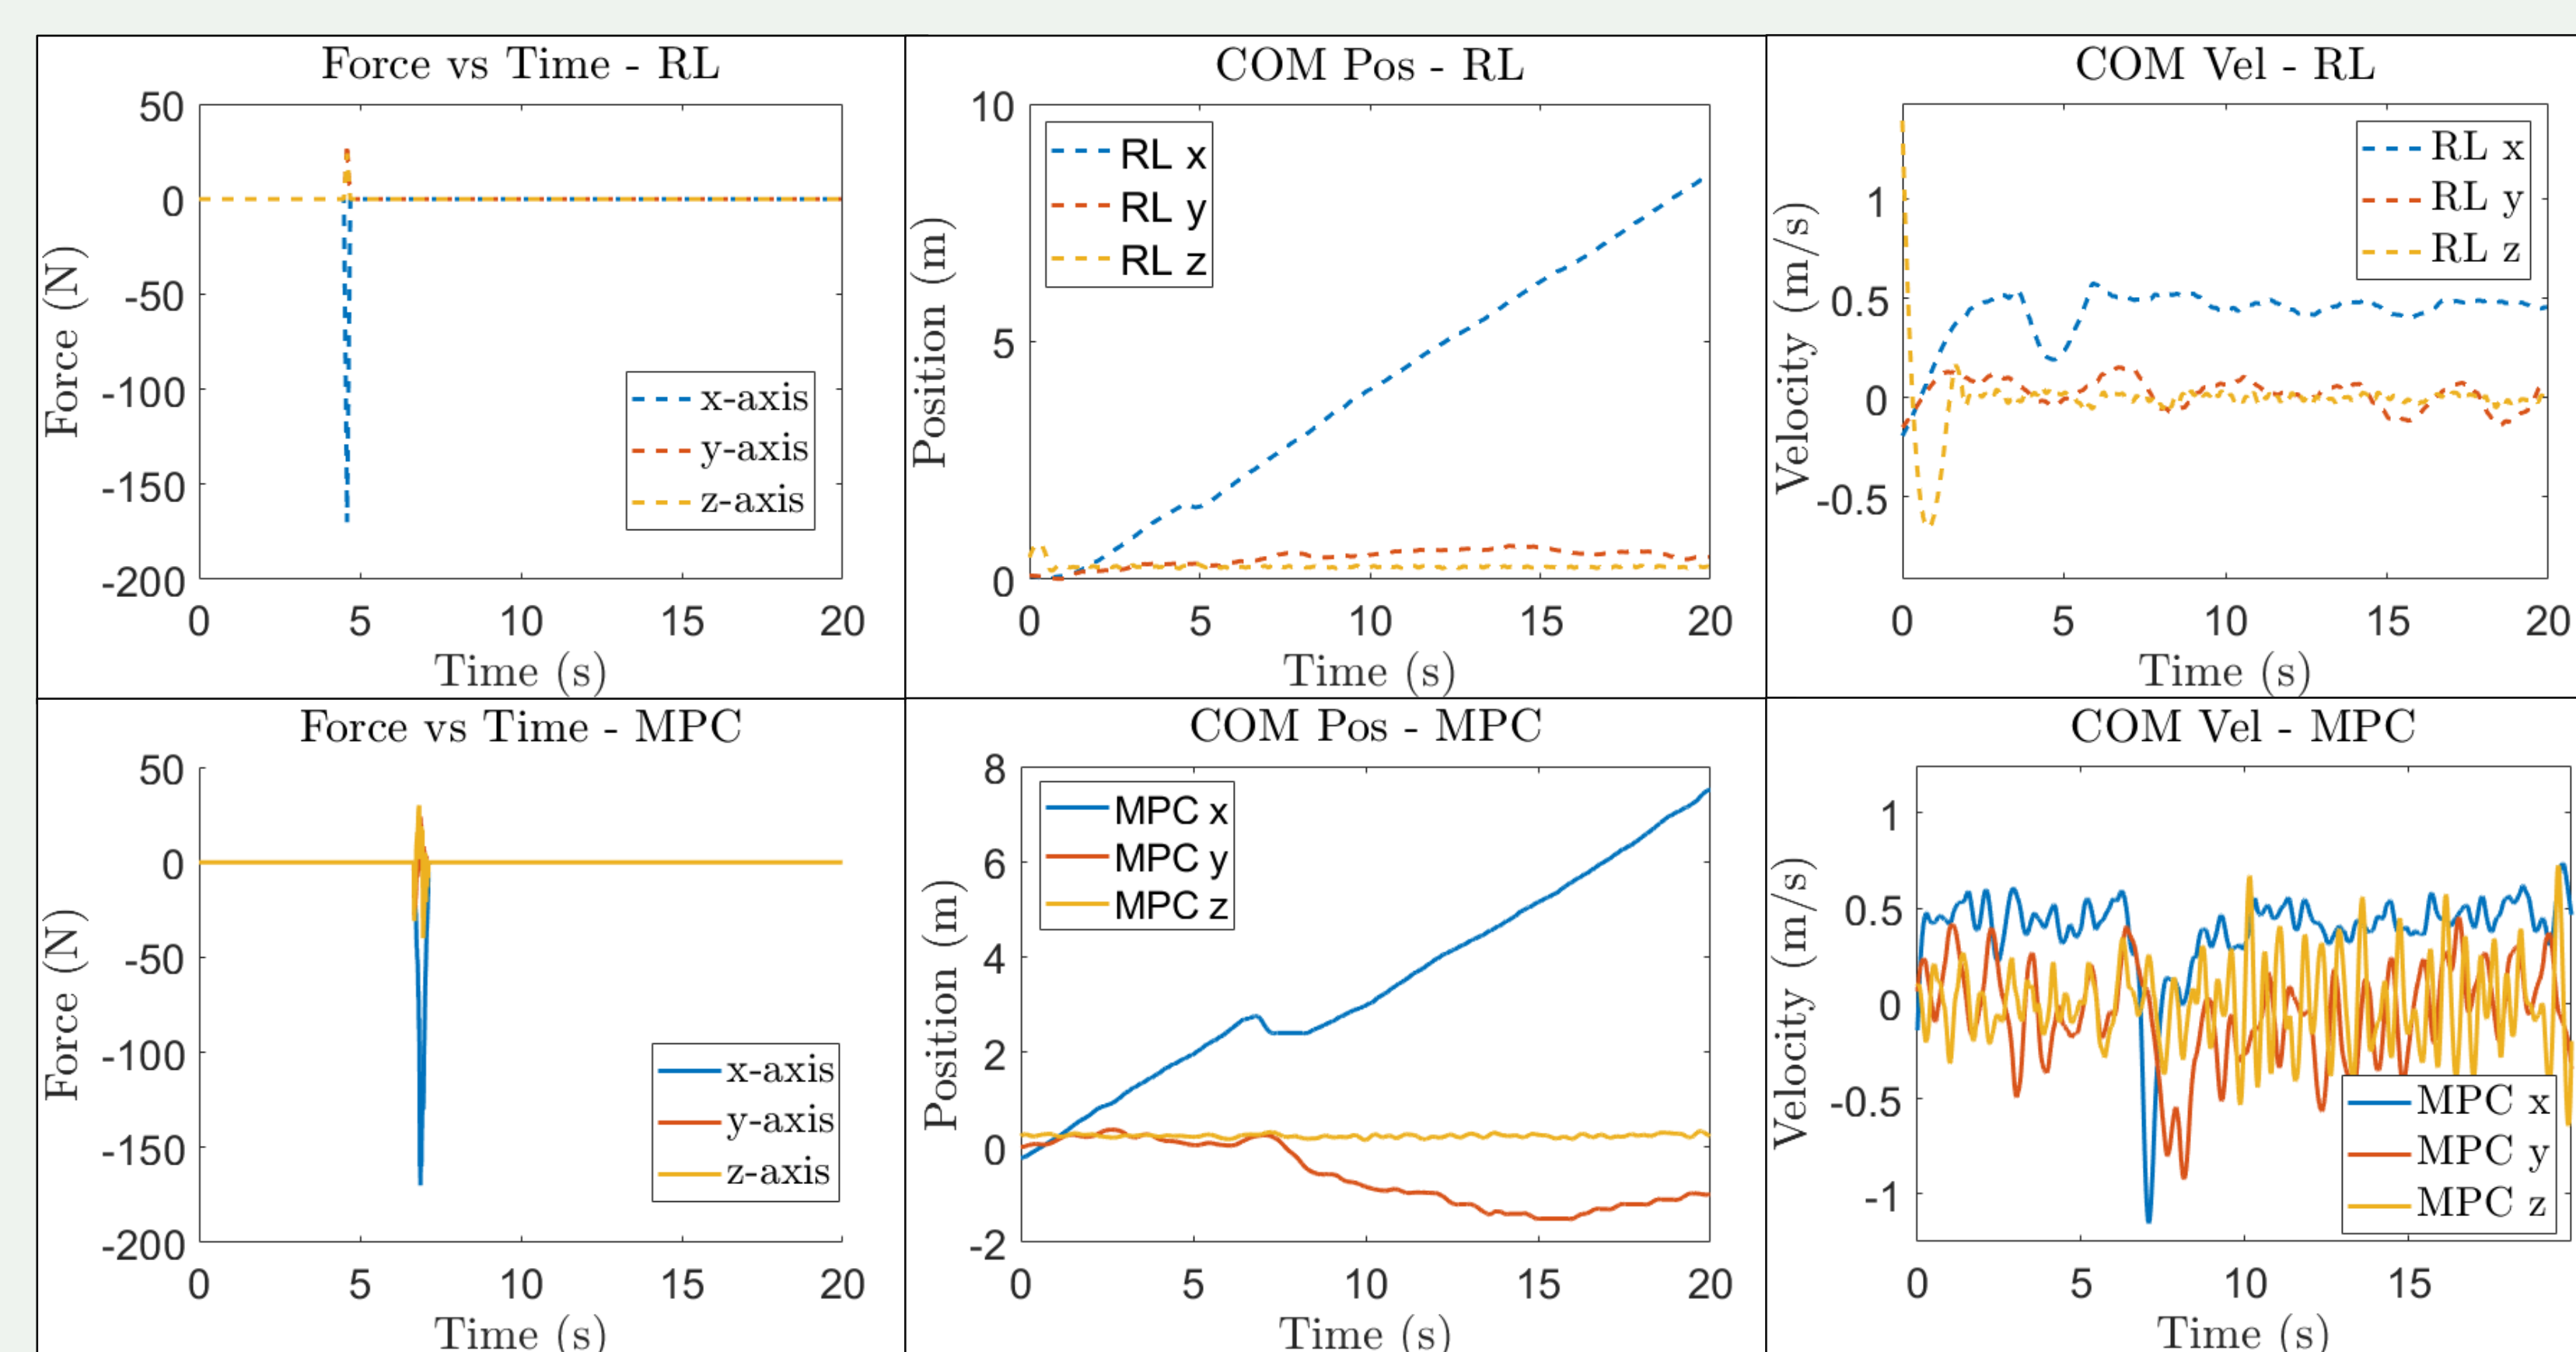 Force vs Time - RL
50
0
-50
-100
-150
-200
Force (N)
x-axis
y-axis
z-axis
0 5 10 15 20
Time (s)
COM Pos - RL
10
5
0
Position (m)
RL x
RL y
RL z
0 5 10 15 20
Time (s)
COM Vel - RL
1
0.5
0
-0.5
Velocity (m/s)
RL x
RL y
RL z
0 5 10 15 20
Time (s)
Force vs Time - MPC
50
0
-50
-100
-150
-200
Force (N)
x-axis
y-axis
z-axis
0 5 10 15 20
Time (s)
COM Pos - MPC
8
6
4
2
0
-2
Position (m)
MPC x
MPC y
MPC z
0 5 10 15 20
Time (s)
COM Vel - MPC
1
0.5
0
-0.5
-1
Velocity (m/s)
MPC x
MPC y
MPC z
0 5 10 15
Time (s)